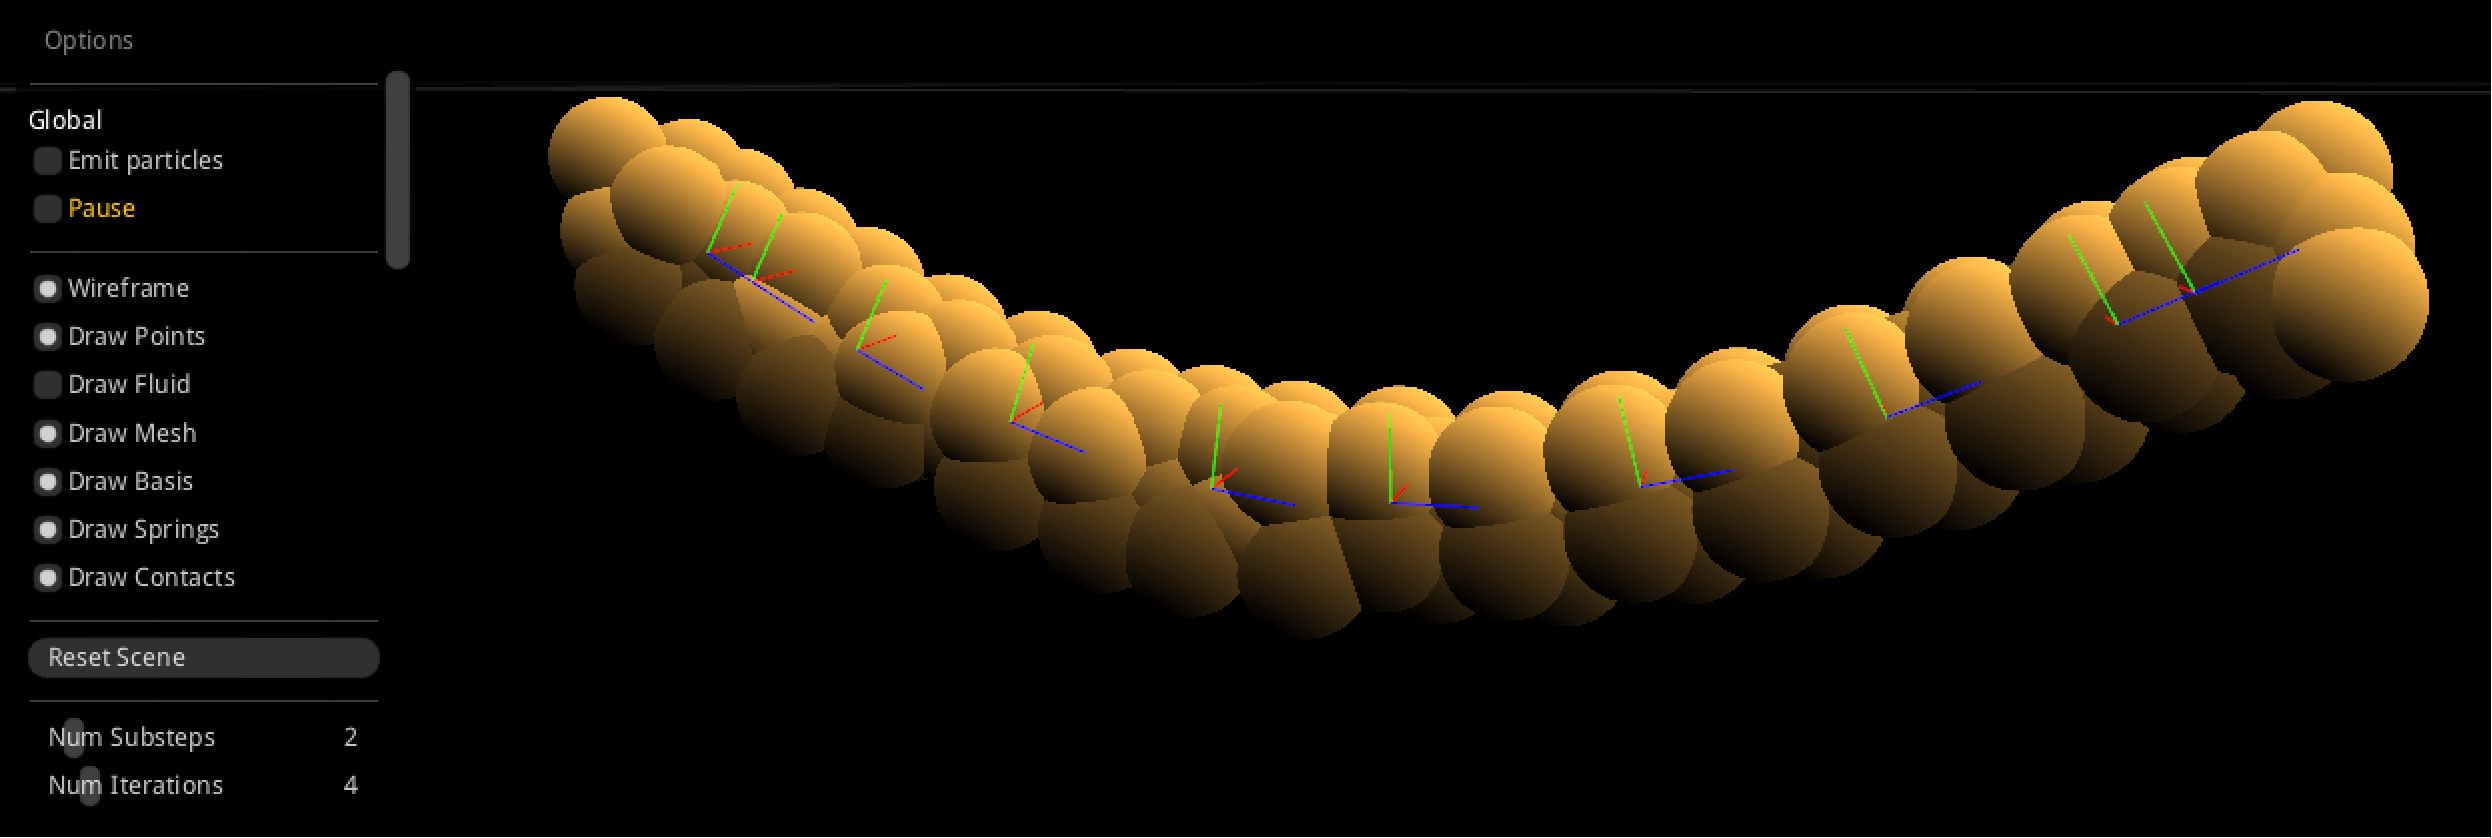 Options
Global
Emit particles
Pause
Wireframe
Draw Points
Draw Fluid
Draw Mesh
Draw Basis
Draw Springs
Draw Contacts
Reset Scene
Num Substeps 2
Num Iterations 4